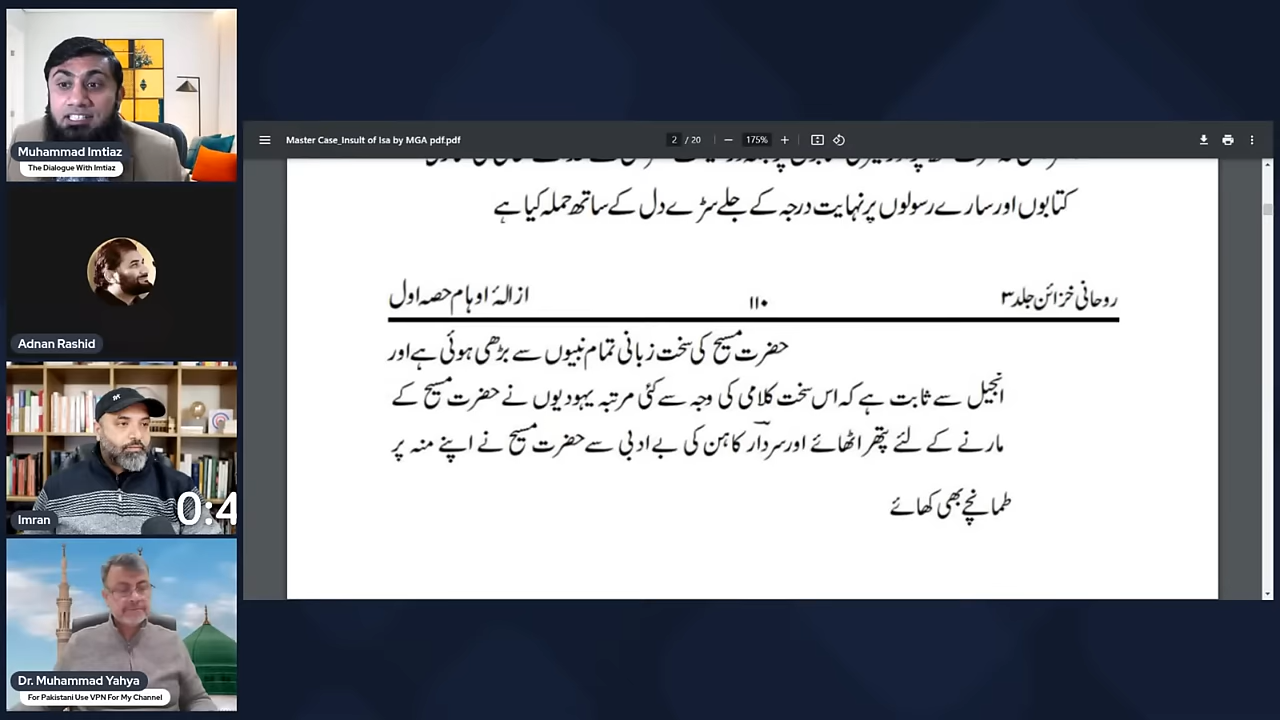 Muhammad Imtiaz
The Dialogue With Imtiaz
Adnan Rashid
Imran
0:4
Dr. Muhammad Yahya
For Pakistani Use VPN For My Channel
Master Case_Insult of Isa by MGA pdf.pdf
2 / 20
175%
کتابوں اور سارے رسولوں پر نہایت درجہ کے جلے سڑے دل کے ساتھ حملہ کیا ہے
روحانی خزائن جلد ۳ ۱۱۰ ازالۂ اوہام حصہ اول
حضرت مسیح کی سخت زبانی تمام نبیوں سے بڑھی ہوئی ہے اور
انجیل سے ثابت ہے کہ اس سخت کلامی کی وجہ سے کئی مرتبہ یہودیوں نے حضرت مسیح کے
مارنے کے لئے پتھر اٹھائے اور سردار کاہن کی بے ادبی سے حضرت مسیح نے اپنے منہ پر
طمانچے بھی کھائے